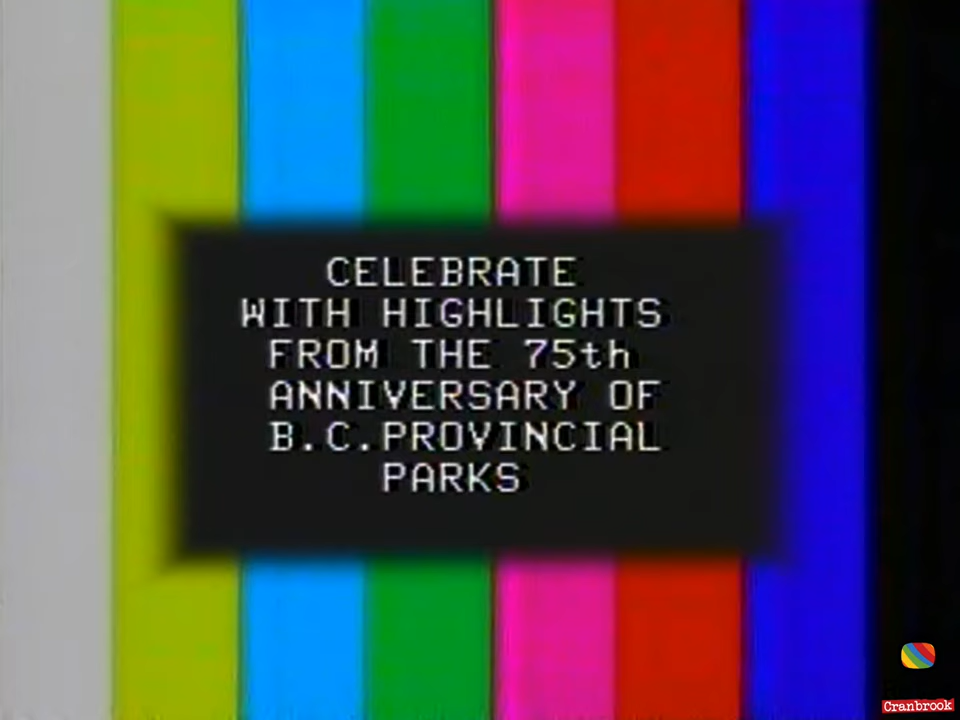 CELEBRATE
WITH HIGHLIGHTS
FROM THE 75th
ANNIVERSARY OF
B.C.PROVINCIAL
PARKS
Cranbrook